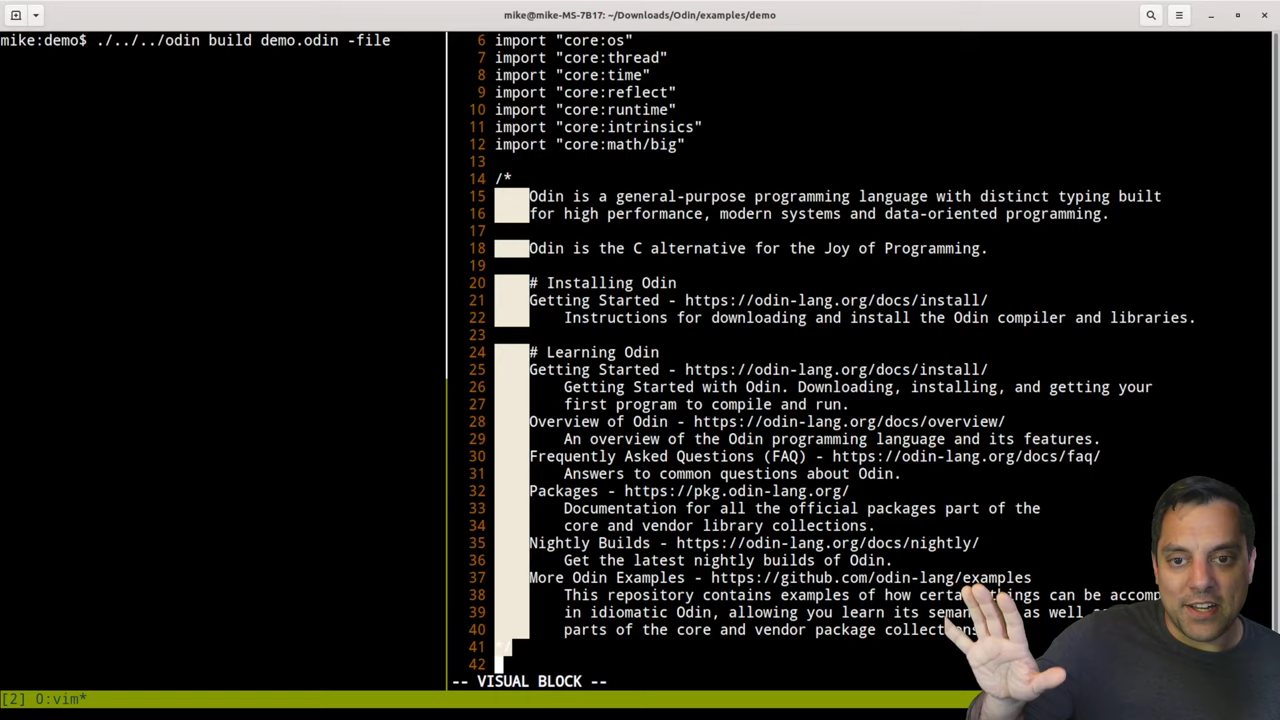 mike@mike-MS-7B17: ~/Downloads/Odin/examples/demo
mike:demo$ ./../../odin build demo.odin -file
6 import "core:os"
7 import "core:thread"
8 import "core:time"
9 import "core:reflect"
10 import "core:runtime"
11 import "core:intrinsics"
12 import "core:math/big"
13
14 /*
15 Odin is a general-purpose programming language with distinct typing built
16 for high performance, modern systems and data-oriented programming.
17
18 Odin is the C alternative for the Joy of Programming.
19
20 # Installing Odin
21 Getting Started - https://odin-lang.org/docs/install/
22 Instructions for downloading and install the Odin compiler and libraries.
23
24 # Learning Odin
25 Getting Started - https://odin-lang.org/docs/install/
26 Getting Started with Odin. Downloading, installing, and getting your
27 first program to compile and run.
28 Overview of Odin - https://odin-lang.org/docs/overview/
29 An overview of the Odin programming language and its features.
30 Frequently Asked Questions (FAQ) - https://odin-lang.org/docs/faq/
31 Answers to common questions about Odin.
32 Packages - https://pkg.odin-lang.org/
33 Documentation for all the official packages part of the
34 core and vendor library collections.
35 Nightly Builds - https://odin-lang.org/docs/nightly/
36 Get the latest nightly builds of Odin.
37 More Odin Examples - https://github.com/odin-lang/examples
38 This repository contains examples of how certain things can be accomp
39 in idiomatic Odin, allowing you learn its as well
40 parts of the core and vendor package collections
41 */
42
-- VISUAL BLOCK --
[2] 0:vim*